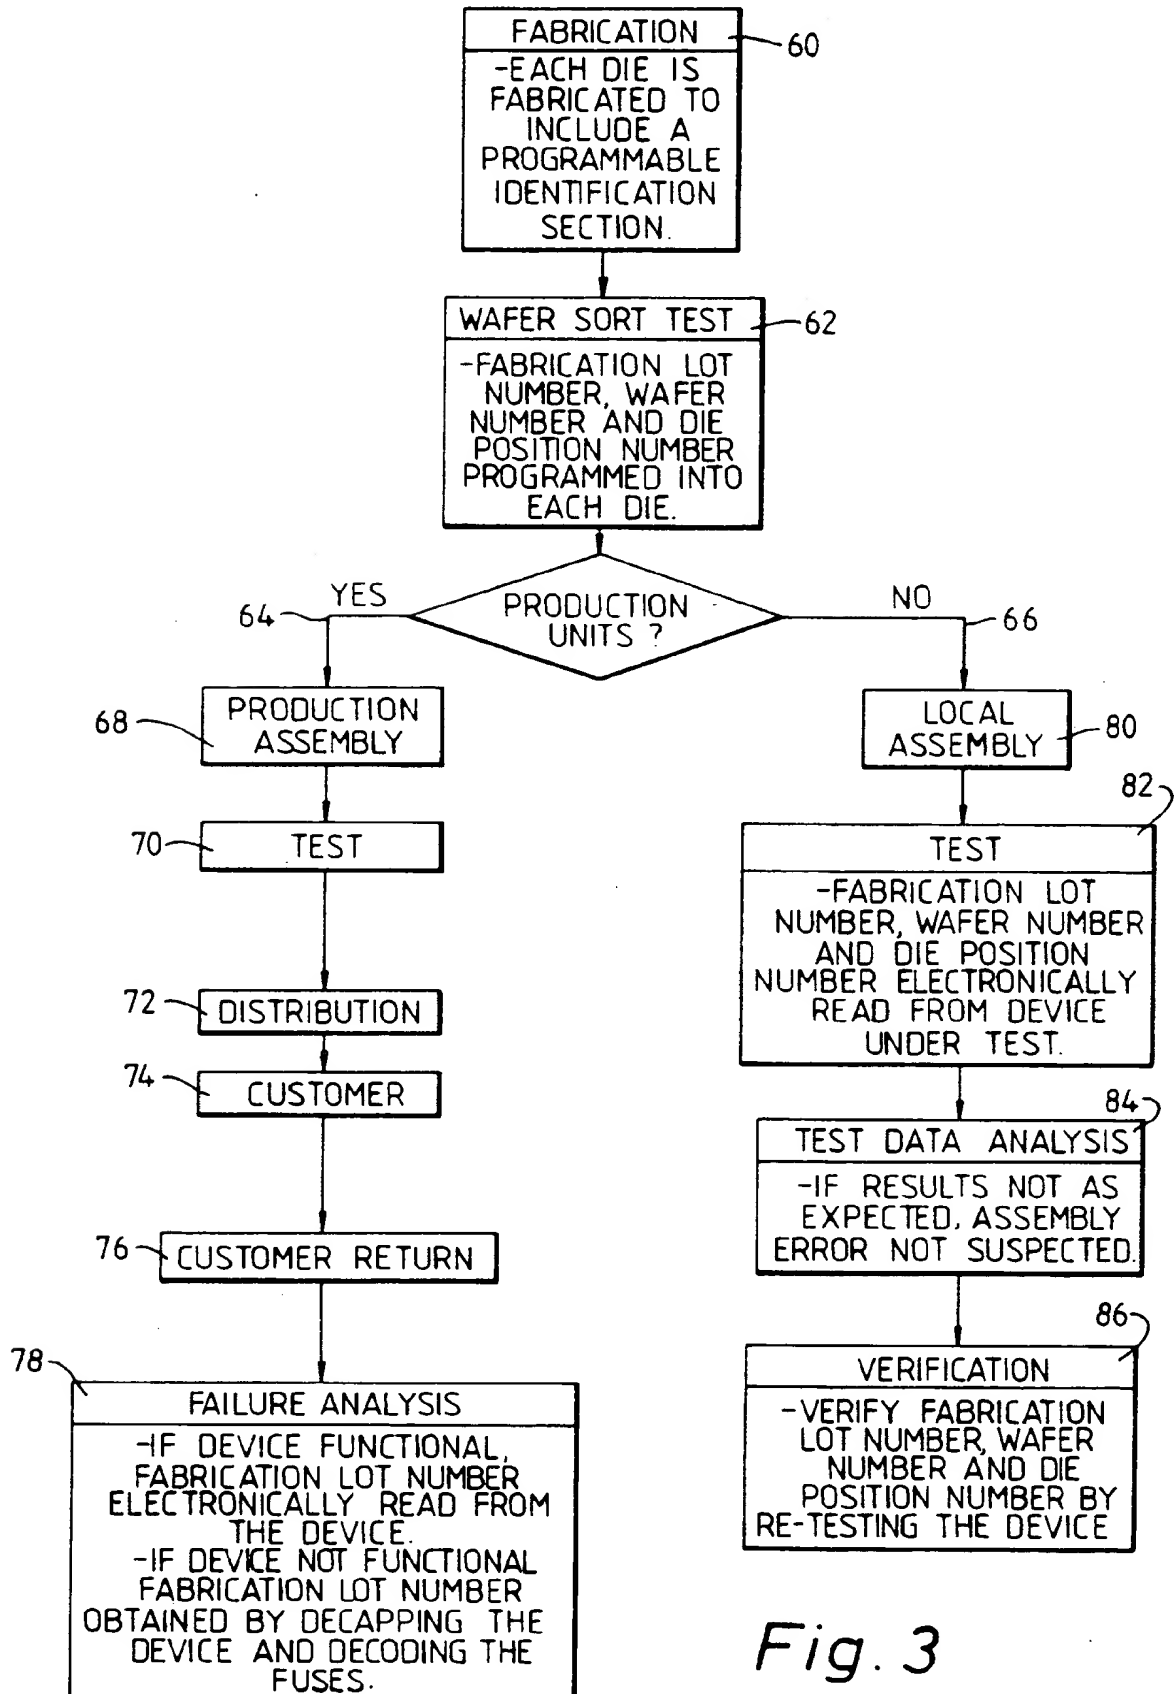 FABRICATION
60
-EACH DIE IS
FABRICATED TO
INCLUDE A
PROGRAMMABLE
IDENTIFICATION
SECTION.
WAFER SORT TEST
62
-FABRICATION LOT
NUMBER, WAFER
NUMBER AND DIE
POSITION NUMBER
PROGRAMMED INTO
EACH DIE.
PRODUCTION
UNITS ?
YES
64
NO
66
68
PRODUCTION
ASSEMBLY
70
TEST
72
DISTRIBUTION
74
CUSTOMER
76
CUSTOMER RETURN
78
FAILURE ANALYSIS
-IF DEVICE FUNCTIONAL,
FABRICATION LOT NUMBER
ELECTRONICALLY READ FROM
THE DEVICE.
-IF DEVICE NOT FUNCTIONAL
FABRICATION LOT NUMBER
OBTAINED BY DECAPPING THE
DEVICE AND DECODING THE
FUSES.
LOCAL
ASSEMBLY
80
82
TEST
-FABRICATION LOT
NUMBER, WAFER NUMBER
AND DIE POSITION
NUMBER ELECTRONICALLY
READ FROM DEVICE
UNDER TEST.
84
TEST DATA ANALYSIS
-IF RESULTS NOT AS
EXPECTED, ASSEMBLY
ERROR NOT SUSPECTED.
86
VERIFICATION
-VERIFY FABRICATION
LOT NUMBER, WAFER
NUMBER AND DIE
POSITION NUMBER BY
RE-TESTING THE DEVICE
Fig. 3